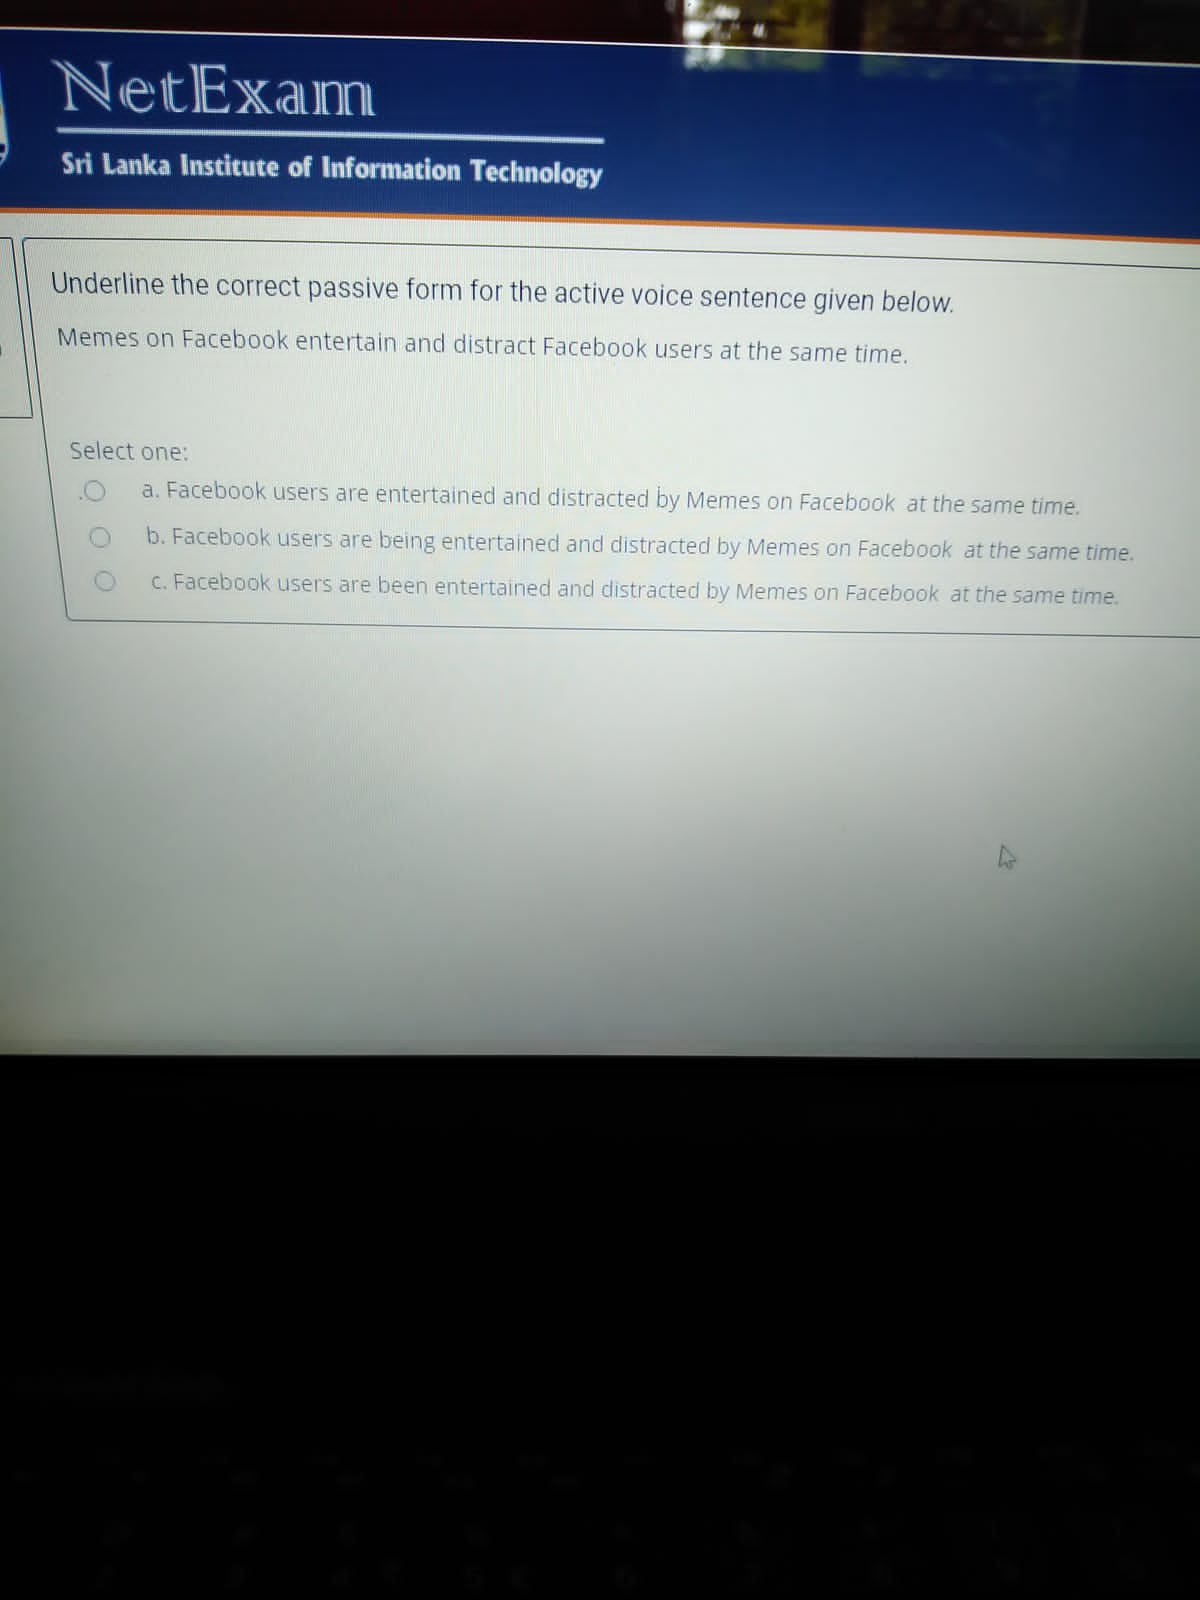 NetExam
Sri Lanka Institute of Information Technology
Underline the correct passive form for the active voice sentence given below.
Memes on Facebook entertain and distract Facebook users at the same time.
Select one:
a. Facebook users are entertained and distracted by Memes on Facebook at the same time.
b. Facebook users are being entertained and distracted by Memes on Facebook at the same time.
c. Facebook users are been entertained and distracted by Memes on Facebook at the same time.